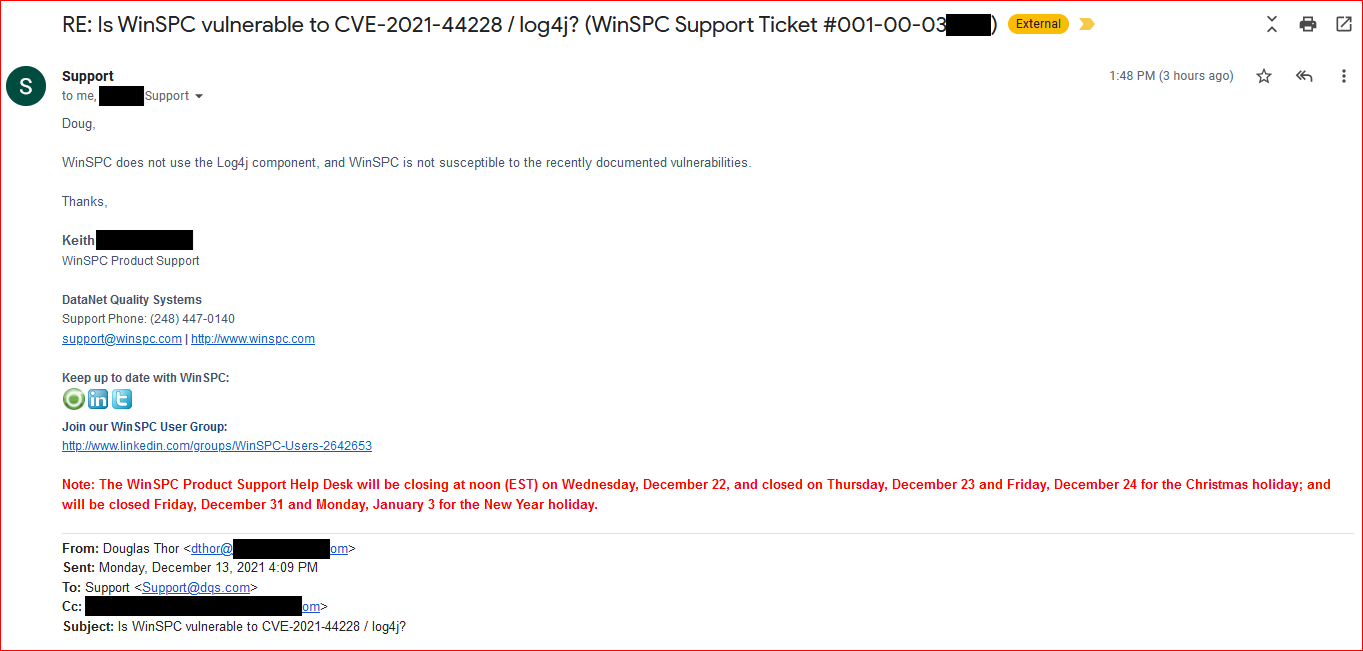 RE: Is WinSPC vulnerable to CVE-2021-44228 / log4j? (WinSPC Support Ticket #001-00-03 ) External
S
Support
1:48 PM (3 hours ago)
to me, Support
Doug,
WinSPC does not use the Log4j component, and WinSPC is not susceptible to the recently documented vulnerabilities.
Thanks,
Keith
WinSPC Product Support
DataNet Quality Systems
Support Phone: (248) 447-0140
support@winspc.com | http://www.winspc.com
Keep up to date with WinSPC:
in t
Join our WinSPC User Group:
http://www.linkedin.com/groups/WinSPC-Users-2642653
Note: The WinSPC Product Support Help Desk will be closing at noon (EST) on Wednesday, December 22, and closed on Thursday, December 23 and Friday, December 24 for the Christmas holiday; and
will be closed Friday, December 31 and Monday, January 3 for the New Year holiday.
From: Douglas Thor <dthor@ om>
Sent: Monday, December 13, 2021 4:09 PM
To: Support <Support@dqs.com>
Cc: om>
Subject: Is WinSPC vulnerable to CVE-2021-44228 / log4j?